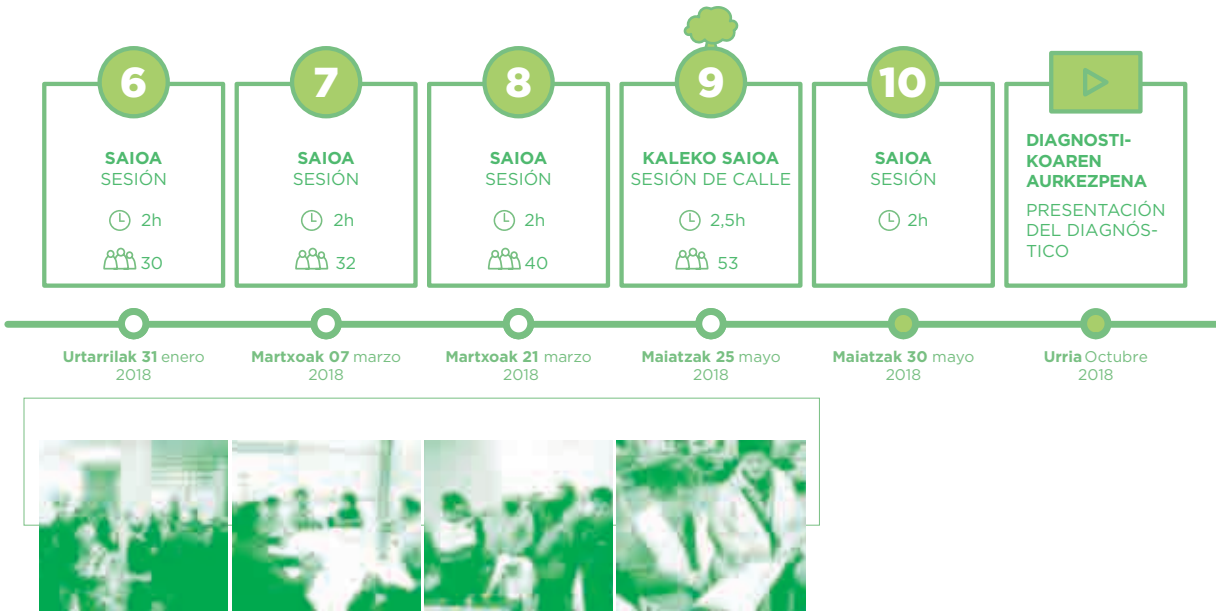 6
SAIOA
SESIÓN
2h
30
Urtarrilak 31 enero
2018
7
SAIOA
SESIÓN
2h
32
Martxoak 07 marzo
2018
8
SAIOA
SESIÓN
2h
40
Martxoak 21 marzo
2018
9
KALEKO SAIOA
SESIÓN DE CALLE
2,5h
53
Maiatzak 25 mayo
2018
10
SAIOA
SESIÓN
2h
Maiatzak 30 mayo
2018
DIAGNOSTI-
KOAREN
AURKEZPENA
PRESENTACIÓN
DEL DIAGNÓS-
TICO
Urria Octubre
2018